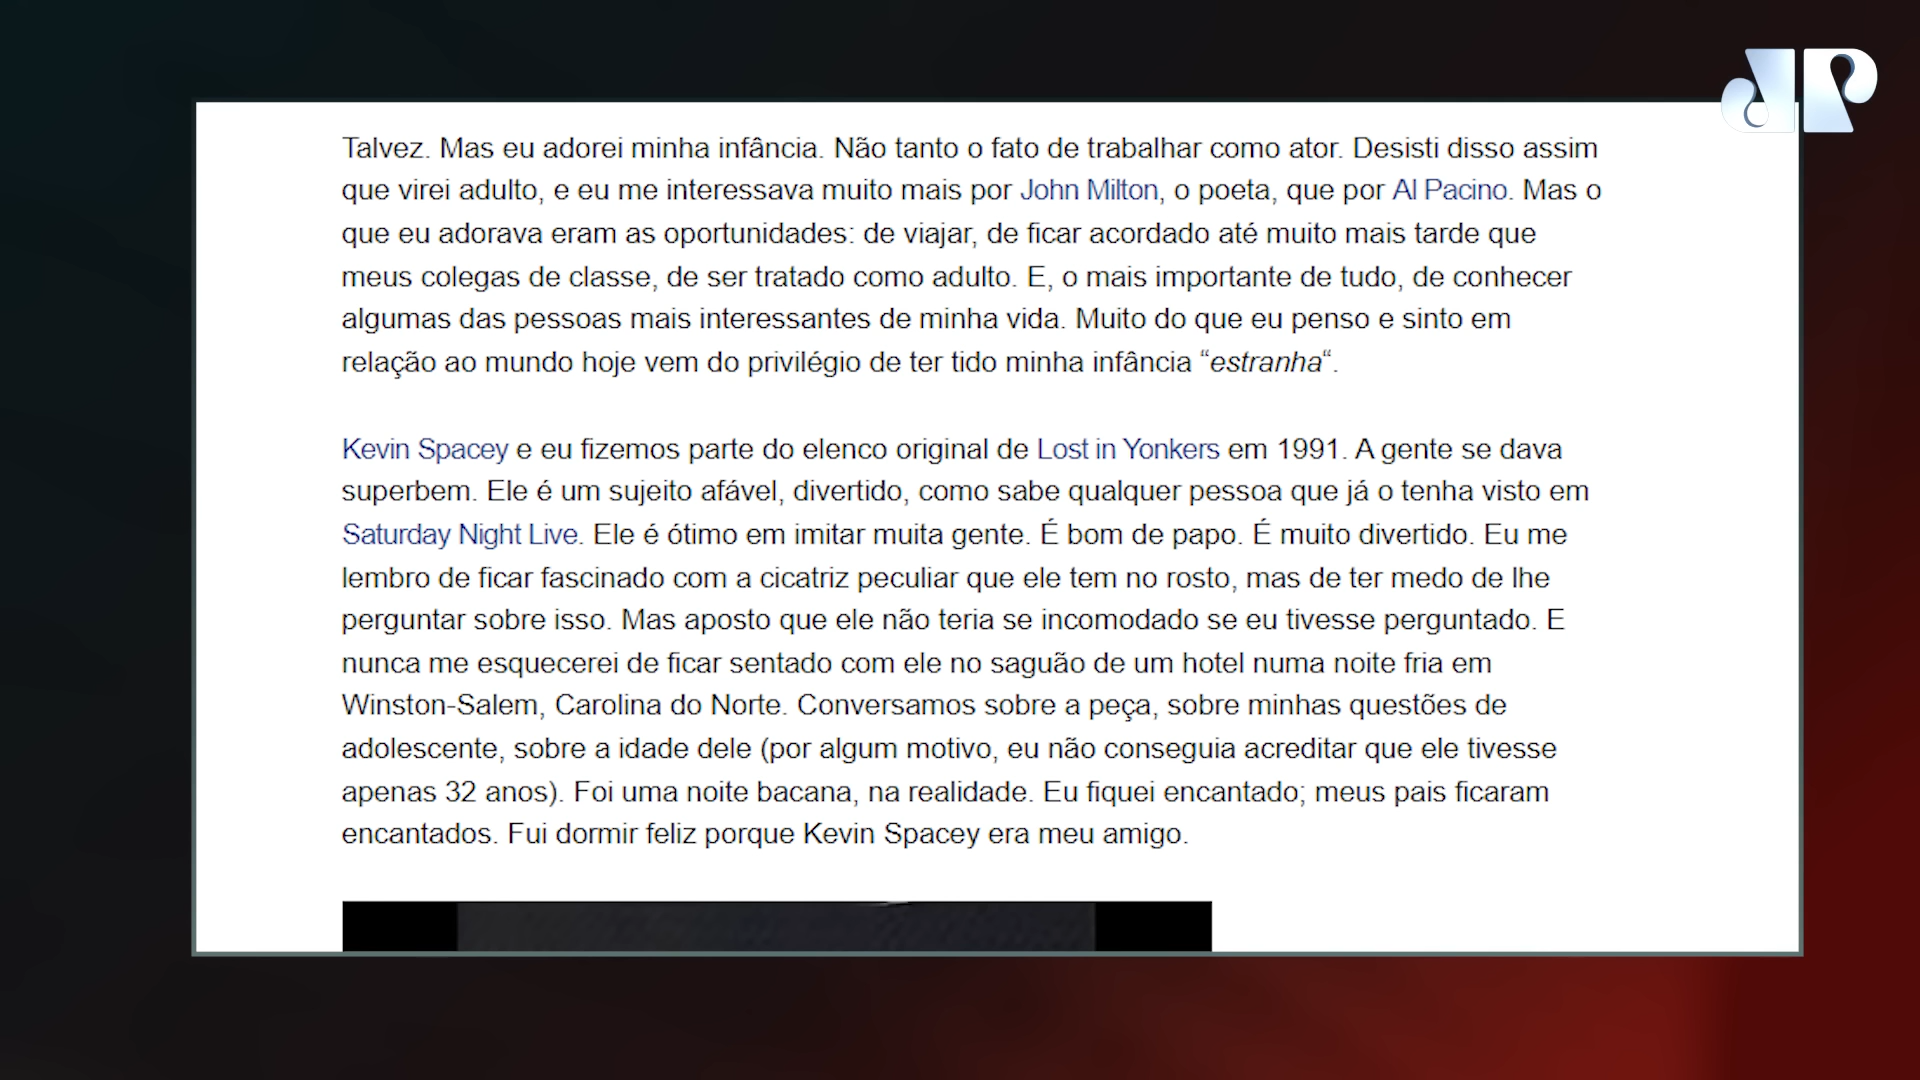 JP
Talvez. Mas eu adorei minha infância. Não tanto o fato de trabalhar como ator. Desisti disso assim
que virei adulto, e eu me interessava muito mais por John Milton, o poeta, que por Al Pacino. Mas o
que eu adorava eram as oportunidades: de viajar, de ficar acordado até muito mais tarde que
meus colegas de classe, de ser tratado como adulto. E, o mais importante de tudo, de conhecer
algumas das pessoas mais interessantes de minha vida. Muito do que eu penso e sinto em
relação ao mundo hoje vem do privilégio de ter tido minha infância “estranha“.
Kevin Spacey e eu fizemos parte do elenco original de Lost in Yonkers em 1991. A gente se dava
superbem. Ele é um sujeito afável, divertido, como sabe qualquer pessoa que já o tenha visto em
Saturday Night Live. Ele é ótimo em imitar muita gente. É bom de papo. É muito divertido. Eu me
lembro de ficar fascinado com a cicatriz peculiar que ele tem no rosto, mas de ter medo de lhe
perguntar sobre isso. Mas aposto que ele não teria se incomodado se eu tivesse perguntado. E
nunca me esquecerei de ficar sentado com ele no saguão de um hotel numa noite fria em
Winston-Salem, Carolina do Norte. Conversamos sobre a peça, sobre minhas questões de
adolescente, sobre a idade dele (por algum motivo, eu não conseguia acreditar que ele tivesse
apenas 32 anos). Foi uma noite bacana, na realidade. Eu fiquei encantado; meus pais ficaram
encantados. Fui dormir feliz porque Kevin Spacey era meu amigo.